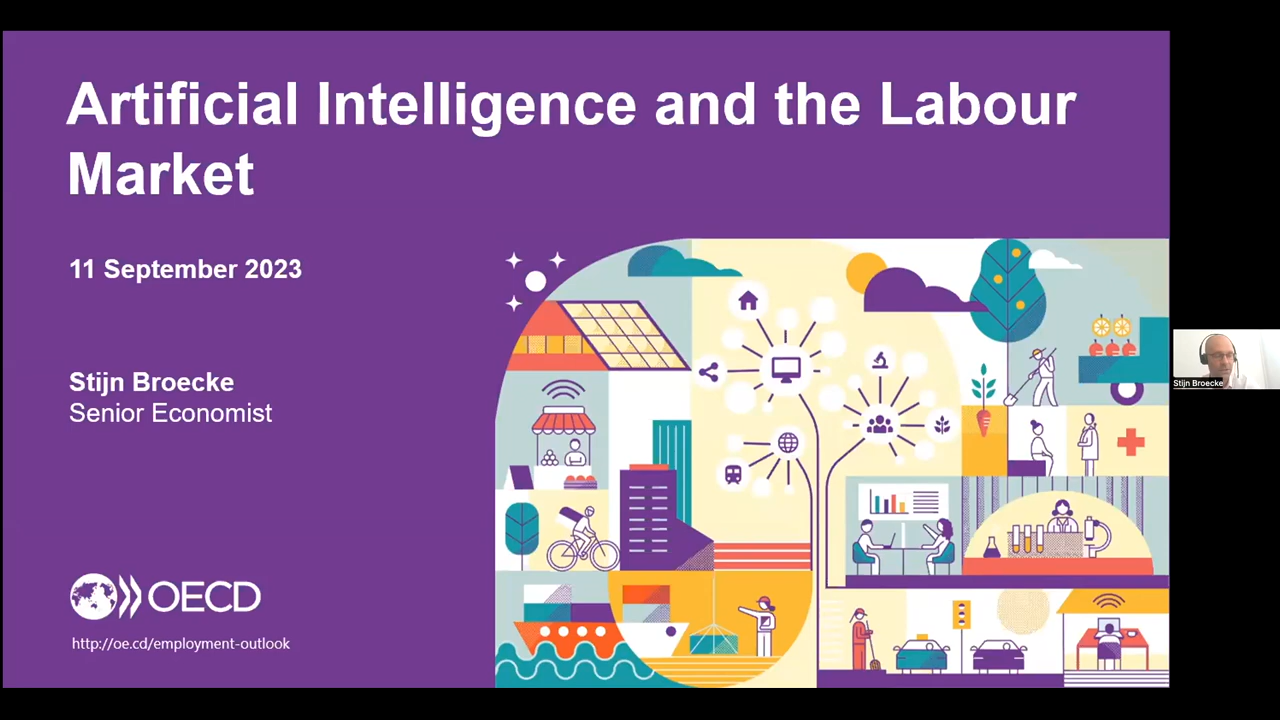 Artificial Intelligence and the Labour
Market
11 September 2023
Stijn Broecke
Senior Economist
OECD
http://oe.cd/employment-outlook
Stijn Broecke